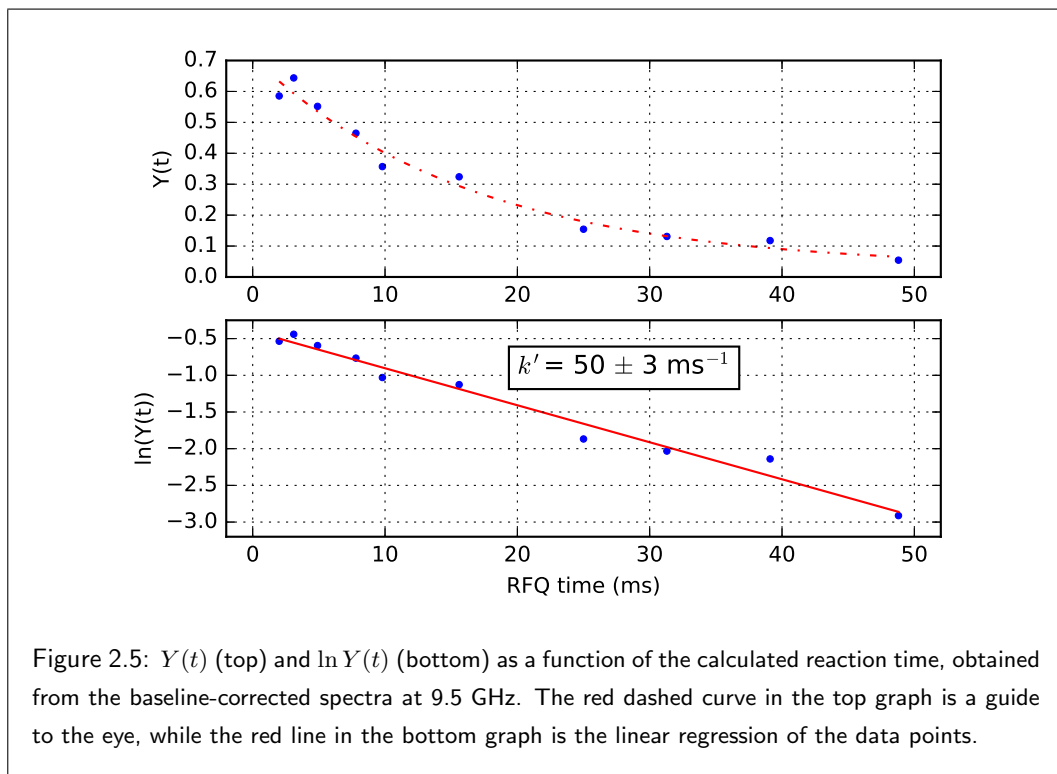 0.7
0.6
0.5
0.4
0.3
0.2
0.1
0.0
Y(t)
0 10 20 30 40 50
−0.5
−1.0
−1.5
−2.0
−2.5
−3.0
ln(Y(t))
k′ = 50 ± 3 ms⁻¹
0 10 20 30 40 50
RFQ time (ms)
Figure 2.5: Y(t) (top) and ln Y(t) (bottom) as a function of the calculated reaction time, obtained
from the baseline-corrected spectra at 9.5 GHz. The red dashed curve in the top graph is a guide
to the eye, while the red line in the bottom graph is the linear regression of the data points.